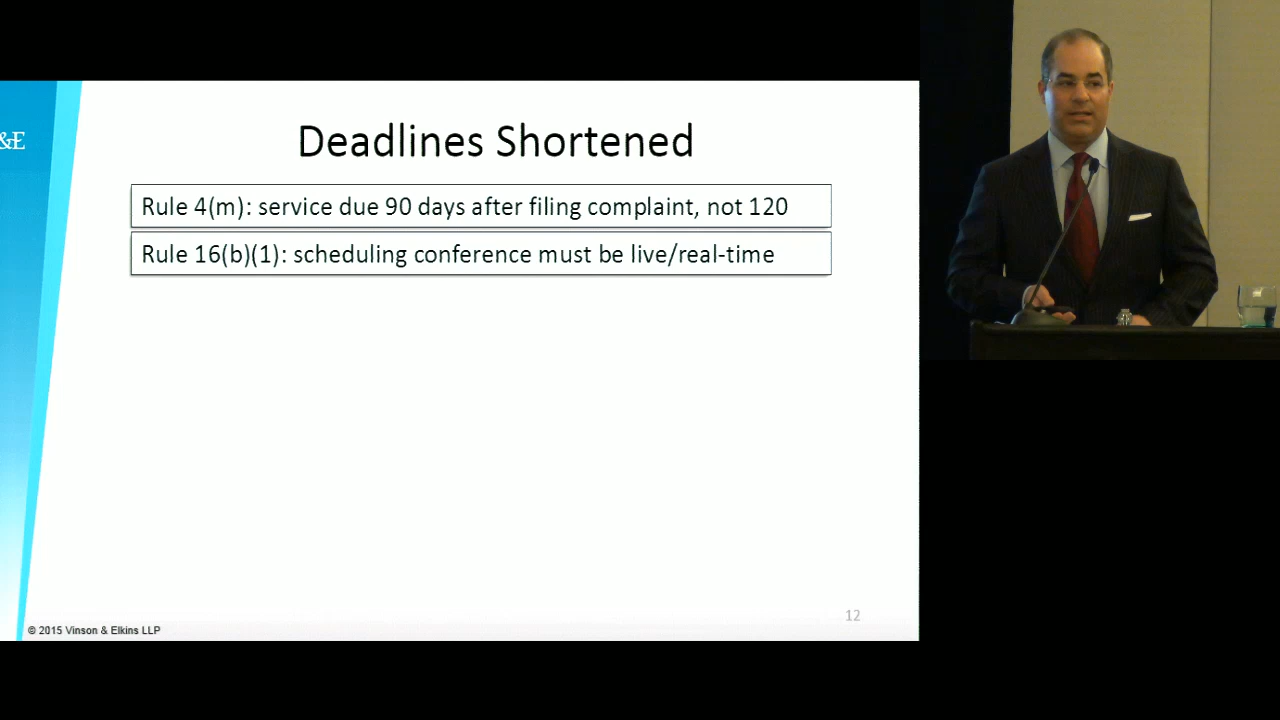 &E
Deadlines Shortened
Rule 4(m): service due 90 days after filing complaint, not 120
Rule 16(b)(1): scheduling conference must be live/real-time
12
© 2015 Vinson & Elkins LLP